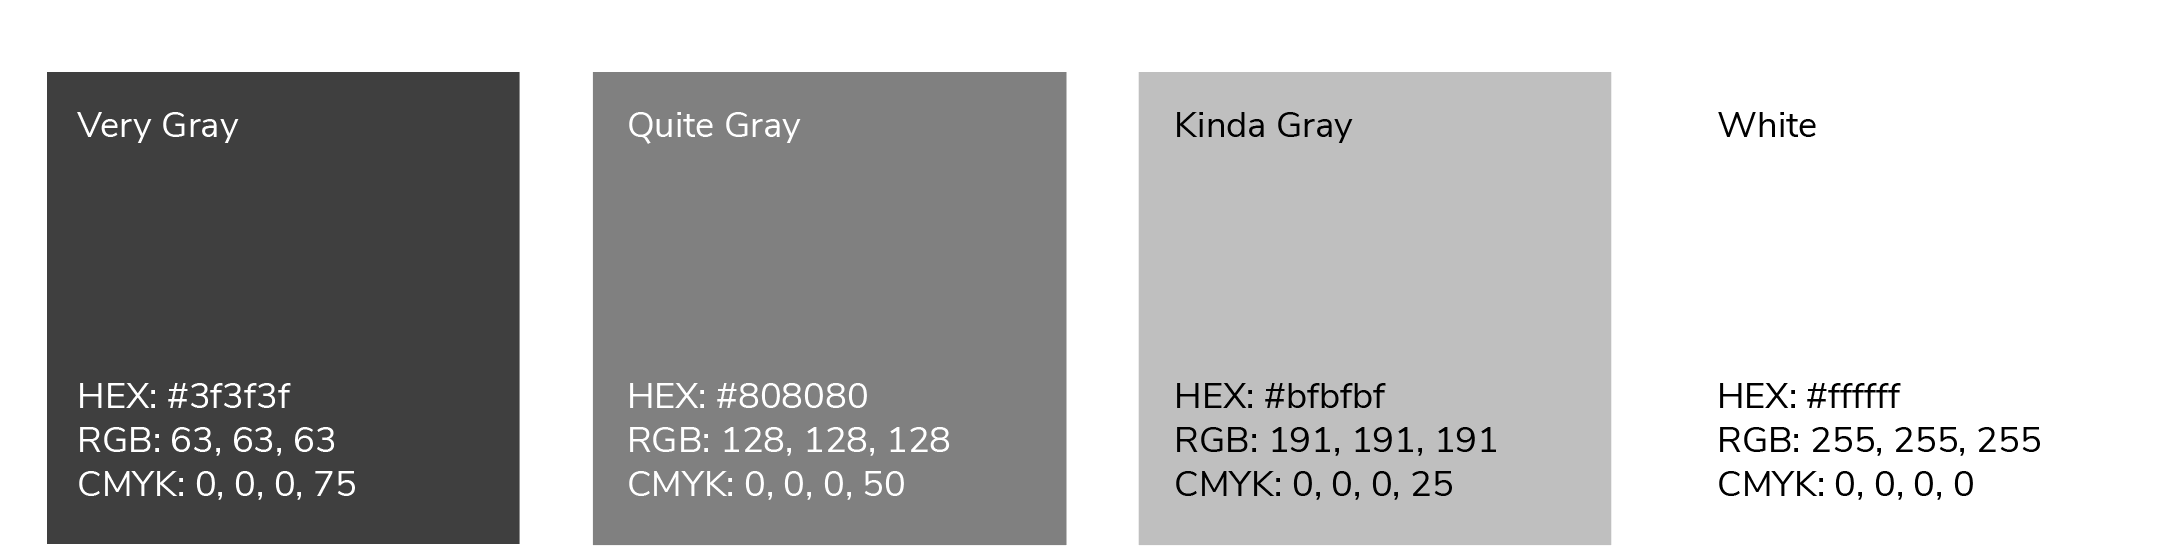 Very Gray
HEX: #3f3f3f
RGB: 63, 63, 63
CMYK: 0, 0, 0, 75
Quite Gray
HEX: #808080
RGB: 128, 128, 128
CMYK: 0, 0, 0, 50
Kinda Gray
HEX: #bfbfbf
RGB: 191, 191, 191
CMYK: 0, 0, 0, 25
White
HEX: #ffffff
RGB: 255, 255, 255
CMYK: 0, 0, 0, 0